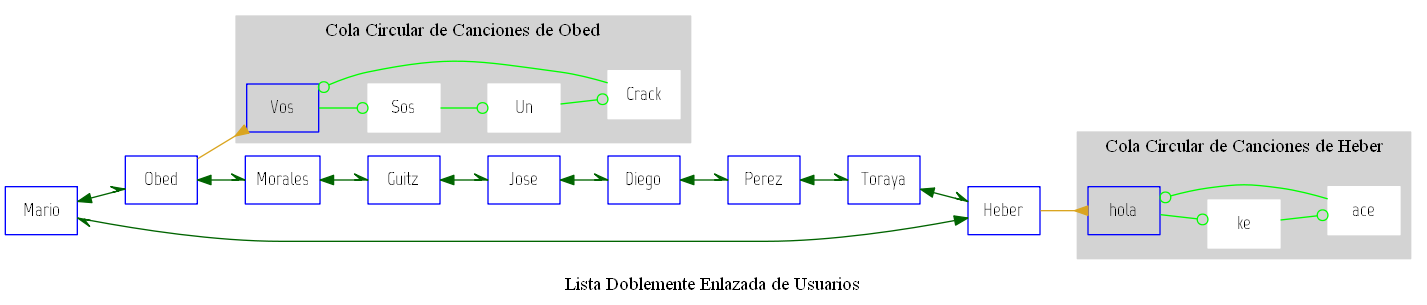 Cola Circular de Canciones de Obed
Vos
Sos
Un
Crack
Mario
Obed
Morales
Guitz
Jose
Diego
Perez
Toraya
Heber
Cola Circular de Canciones de Heber
hola
ke
ace
Lista Doblemente Enlazada de Usuarios